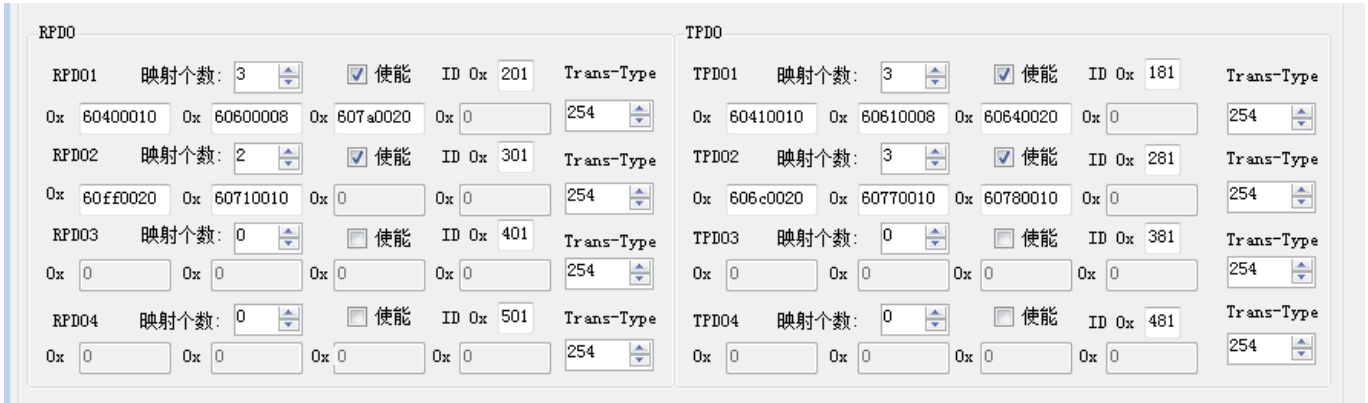 RPDO TPDO
RPDO1 映射个数: 3 使能 ID 0x 201 Trans-Type TPDO1 映射个数: 3 使能 ID 0x 181 Trans-Type
0x 60400010 0x 60600008 0x 607a0020 0x 0 254 0x 60410010 0x 60610008 0x 60640020 0x 0 254
RPDO2 映射个数: 2 使能 ID 0x 301 Trans-Type TPDO2 映射个数: 3 使能 ID 0x 281 Trans-Type
0x 60ff0020 0x 60710010 0x 0 0x 0 254 0x 606c0020 0x 60770010 0x 60780010 0x 0 254
RPDO3 映射个数: 0 使能 ID 0x 401 Trans-Type TPDO3 映射个数: 0 使能 ID 0x 381 Trans-Type
0x 0 0x 0 0x 0 0x 0 254 0x 0 0x 0 0x 0 0x 0 254
RPDO4 映射个数: 0 使能 ID 0x 501 Trans-Type TPDO4 映射个数: 0 使能 ID 0x 481 Trans-Type
0x 0 0x 0 0x 0 0x 0 254 0x 0 0x 0 0x 0 0x 0 254